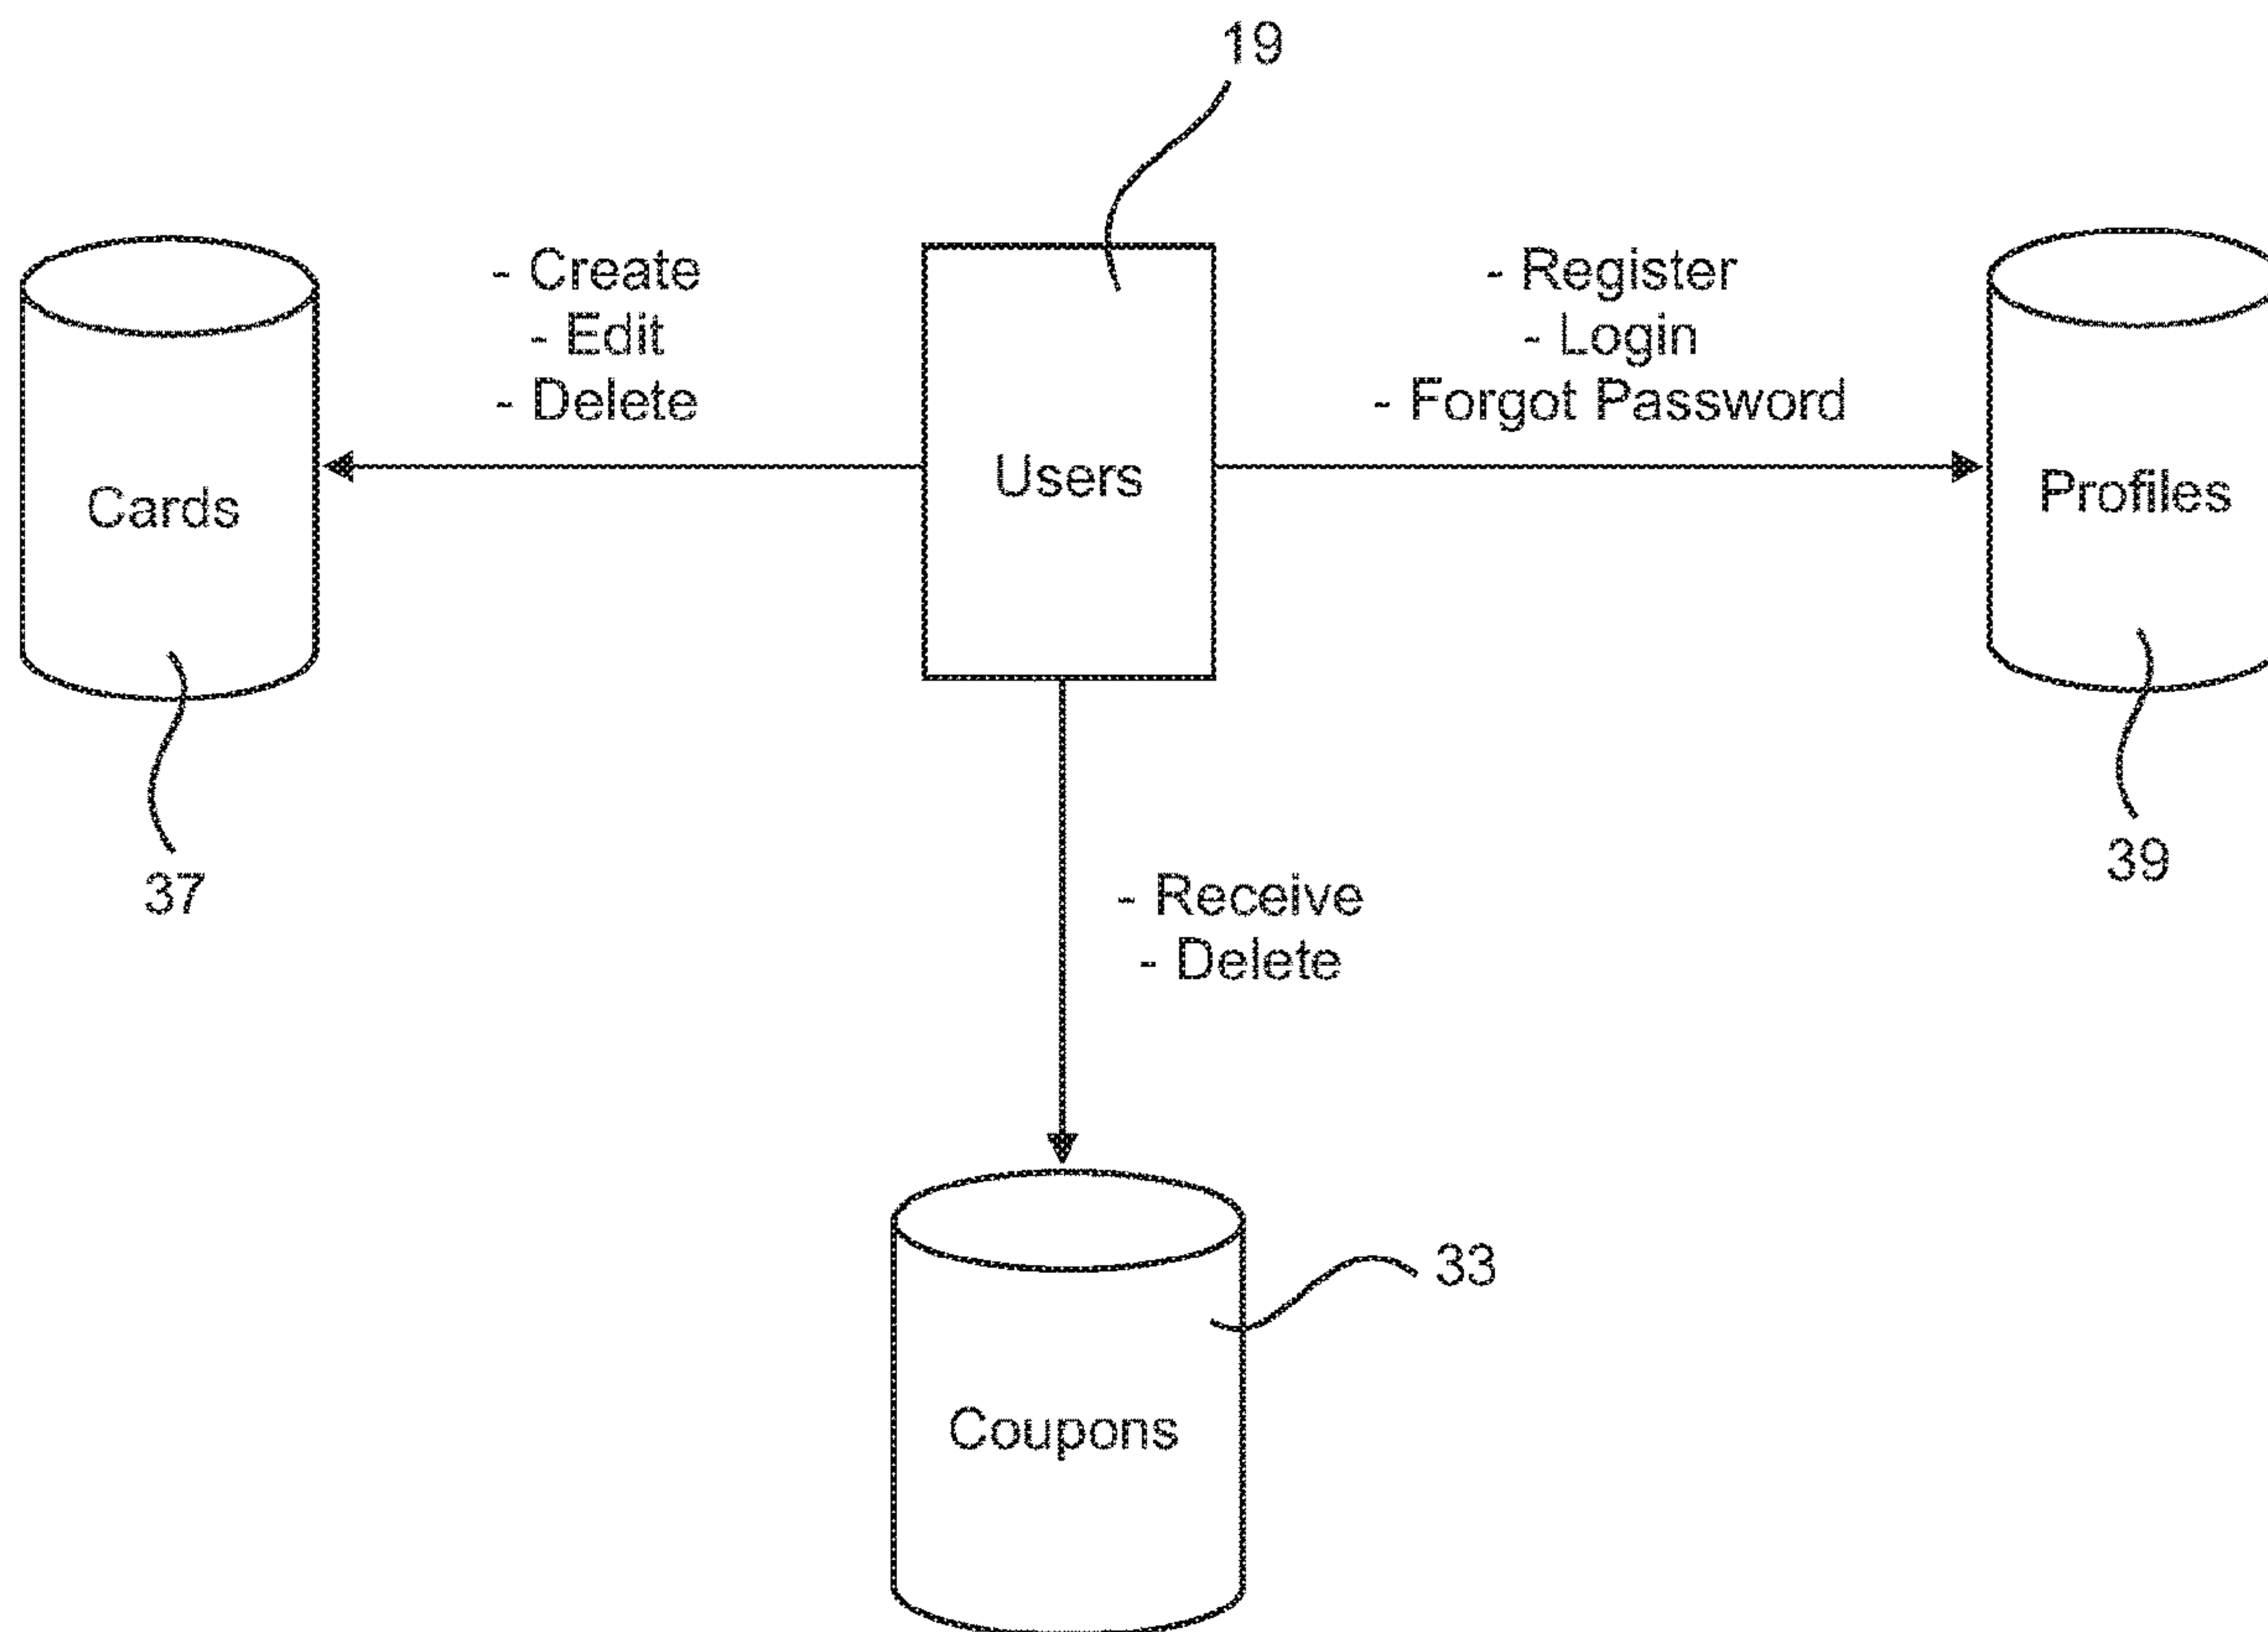 19
- Create
- Edit
- Delete
- Register
- Login
- Forgot Password
Cards
Users
Profiles
37
39
- Receive
- Delete
33
Coupons